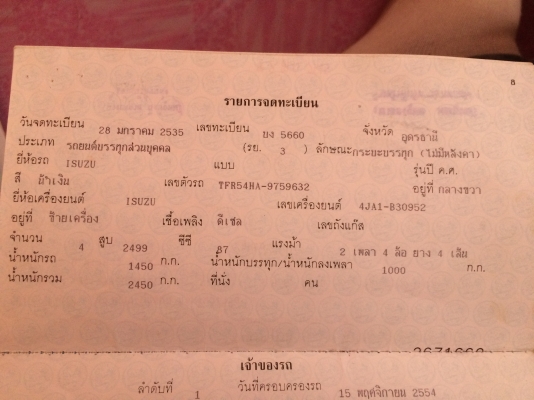 8
รายการจดทะเบียน
วันจดทะเบียน 28 มกราคม 2535 เลขทะเบียน บง 5660 จังหวัด อุดรธานี
ประเภท รถยนต์บรรทุกส่วนบุคคล (รย. 3 ) ลักษณะกระบะบรรทุก (ไม่มีหลังคา)
ยี่ห้อรถ ISUZU แบบ รุ่นปี ค.ศ.
สี น้ำเงิน เลขตัวรถ TFR54HA-9759632 อยู่ที่ กลางขวา
ยี่ห้อเครื่องยนต์ ISUZU เลขเครื่องยนต์ 4JA1-B30952
อยู่ที่ ซ้ายเครื่อง เชื้อเพลิง ดีเซล เลขถังแก๊ส
จำนวน 4 สูบ 2499 ซีซี 87 แรงม้า 2 เพลา 4 ล้อ ยาง 4 เส้น
น้ำหนักรถ 1450 ก.ก. น้ำหนักบรรทุก/น้ำหนักลงเพลา 1000 ก.ก.
น้ำหนักรวม 2450 ก.ก. ที่นั่ง คน
เจ้าของรถ
ลำดับที่ 1 วันที่ครอบครองรถ 15 พฤศจิกายน 2554